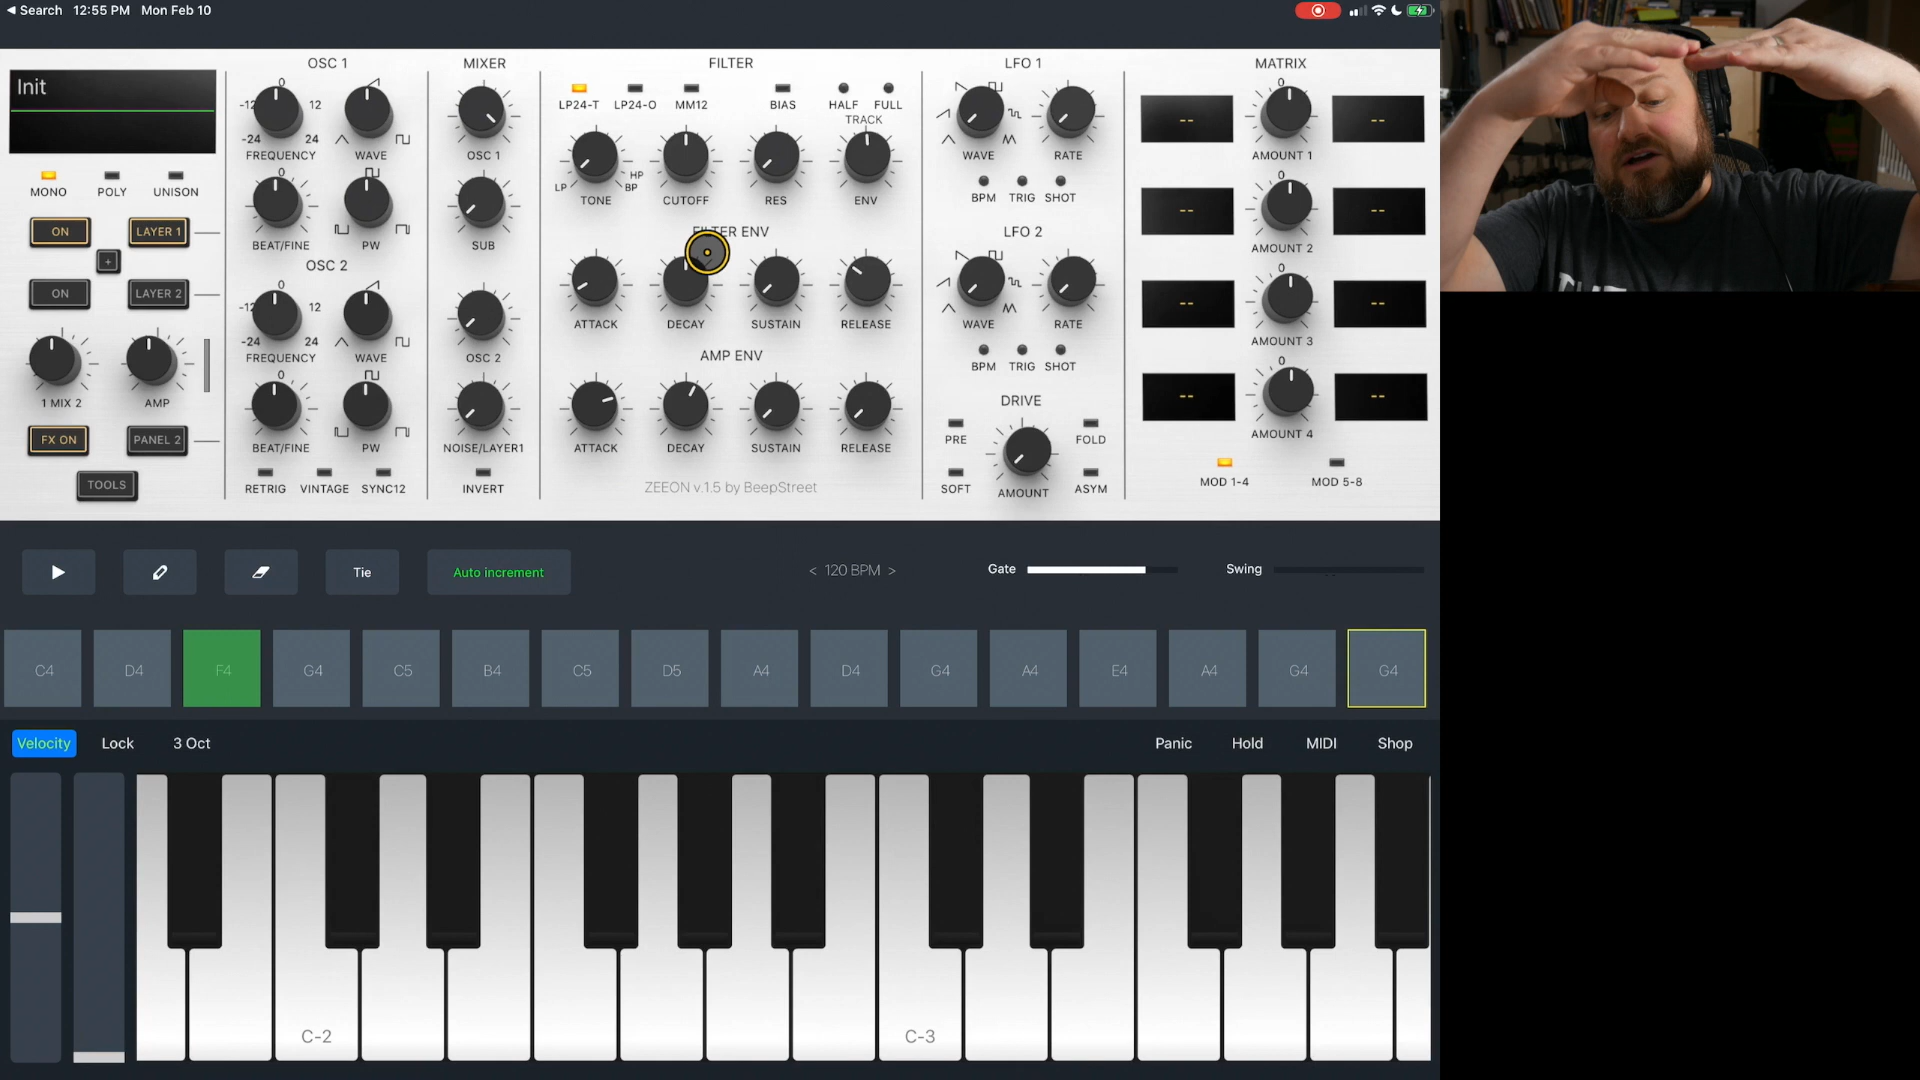 ◀ Search 12:55 PM Mon Feb 10
Init
MONO POLY UNISON
ON LAYER 1
+
ON LAYER 2
1 MIX 2 AMP
FX ON PANEL 2
TOOLS
OSC 1
0
-12 12
-24 24
FREQUENCY WAVE
0
BEAT/FINE PW
OSC 2
0
-12 12
-24 24
FREQUENCY WAVE
0
BEAT/FINE PW
RETRIG VINTAGE SYNC12
MIXER
OSC 1
SUB
OSC 2
NOISE/LAYER1
INVERT
FILTER
LP24-T LP24-O MM12 BIAS HALF FULL
TRACK
LP HP
BP
TONE CUTOFF RES ENV
FILTER ENV
ATTACK DECAY SUSTAIN RELEASE
AMP ENV
ATTACK DECAY SUSTAIN RELEASE
ZEEON v.1.5 by BeepStreet
LFO 1
WAVE RATE
BPM TRIG SHOT
LFO 2
WAVE RATE
BPM TRIG SHOT
DRIVE
PRE FOLD
SOFT AMOUNT ASYM
MATRIX
-- 0 --
AMOUNT 1
-- 0 --
AMOUNT 2
-- 0 --
AMOUNT 3
-- 0 --
AMOUNT 4
MOD 1-4 MOD 5-8
Tie Auto increment < 120 BPM > Gate Swing
C4 D4 F4 G4 C5 B4 C5 D5 A4 D4 G4 A4 E4 A4 G4 G4
Velocity Lock 3 Oct Panic Hold MIDI Shop
C-2 C-3